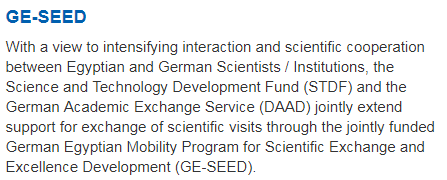 GE-SEED
With a view to intensifying interaction and scientific cooperation
between Egyptian and German Scientists / Institutions, the
Science and Technology Development Fund (STDF) and the
German Academic Exchange Service (DAAD) jointly extend
support for exchange of scientific visits through the jointly funded
German Egyptian Mobility Program for Scientific Exchange and
Excellence Development (GE-SEED).